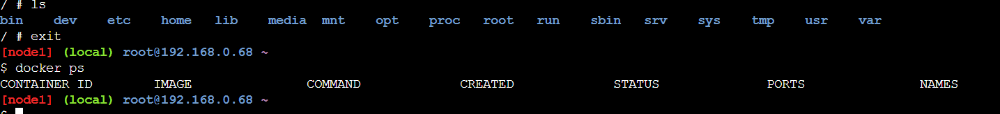 / # ls
bin dev etc home lib media mnt opt proc root run sbin srv sys tmp usr var
/ # exit
[node1] (local) root@192.168.0.68 ~
$ docker ps
CONTAINER ID IMAGE COMMAND CREATED STATUS PORTS NAMES
[node1] (local) root@192.168.0.68 ~
$